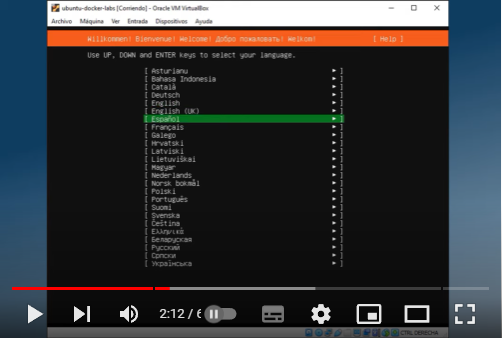 ubuntu-docker-labs [Corriendo] - Oracle VM VirtualBox
Archivo Máquina Ver Entrada Dispositivos Ayuda
Willkommen! Bienvenue! Welcome! Добро пожаловать! Welkom! [ Help ]
Use UP, DOWN and ENTER keys to select your language.
[ Asturianu ▸ ]
[ Bahasa Indonesia ▸ ]
[ Català ▸ ]
[ Deutsch ▸ ]
[ English ▸ ]
[ English (UK) ▸ ]
[ Español ▸ ]
[ Français ▸ ]
[ Galego ▸ ]
[ Hrvatski ▸ ]
[ Latviski ▸ ]
[ Lietuviškai ▸ ]
[ Magyar ▸ ]
[ Nederlands ▸ ]
[ Norsk bokmål ▸ ]
[ Polski ▸ ]
[ Português ▸ ]
[ Suomi ▸ ]
[ Svenska ▸ ]
[ Čeština ▸ ]
[ Ελληνικά ▸ ]
[ Беларуская ▸ ]
[ Русский ▸ ]
[ Српски ▸ ]
[ Українська ▸ ]
2:12 / 6
CTRL DERECHA